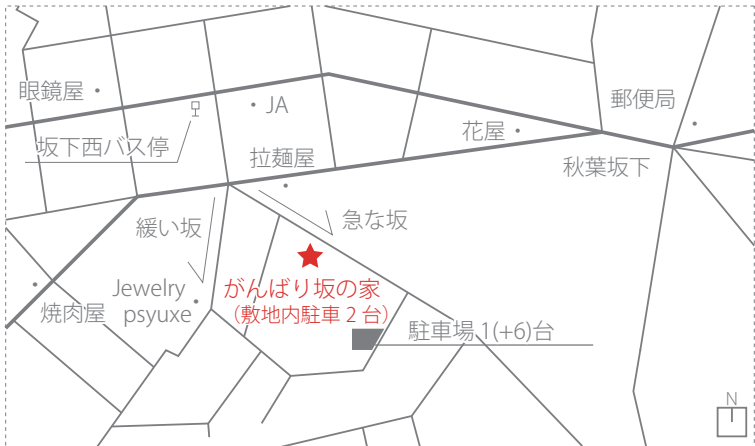 眼鏡屋
JA
郵便局
坂下西バス停
花屋
拉麺屋
秋葉坂下
緩い坂
急な坂
Jewelry
psyuxe
がんばり坂の家
（敷地内駐車 2 台）
焼肉屋
駐車場 1(+6)台
N